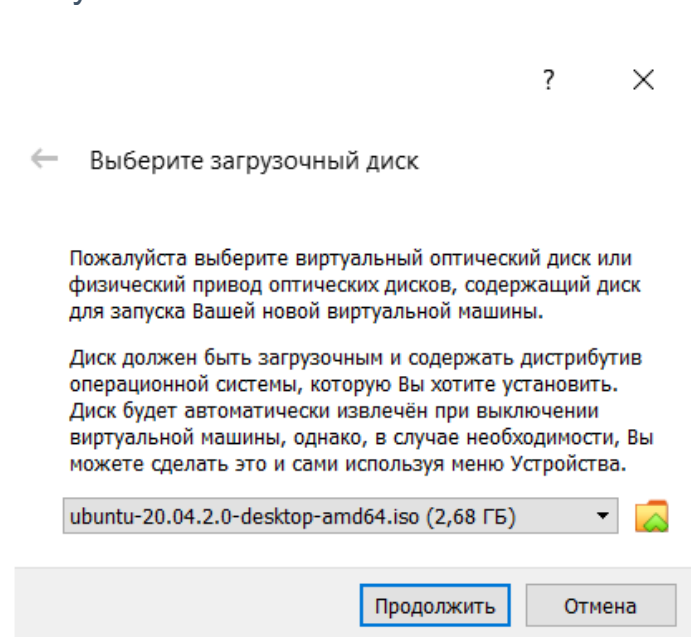 ?
Выберите загрузочный диск
Пожалуйста выберите виртуальный оптический диск или
физический привод оптических дисков, содержащий диск
для запуска Вашей новой виртуальной машины.
Диск должен быть загрузочным и содержать дистрибутив
операционной системы, которую Вы хотите установить.
Диск будет автоматически извлечён при выключении
виртуальной машины, однако, в случае необходимости, Вы
можете сделать это и сами используя меню Устройства.
ubuntu-20.04.2.0-desktop-amd64.iso (2,68 ГБ)
Продолжить Отмена